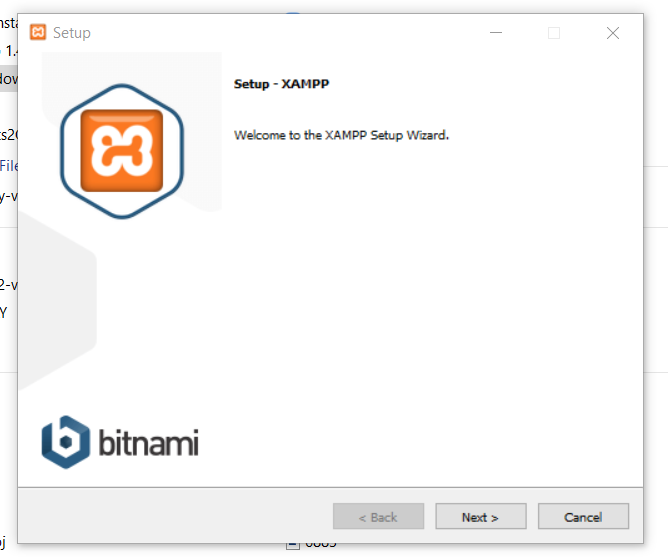 Setup
Setup - XAMPP
Welcome to the XAMPP Setup Wizard.
bitnami
< Back
Next >
Cancel